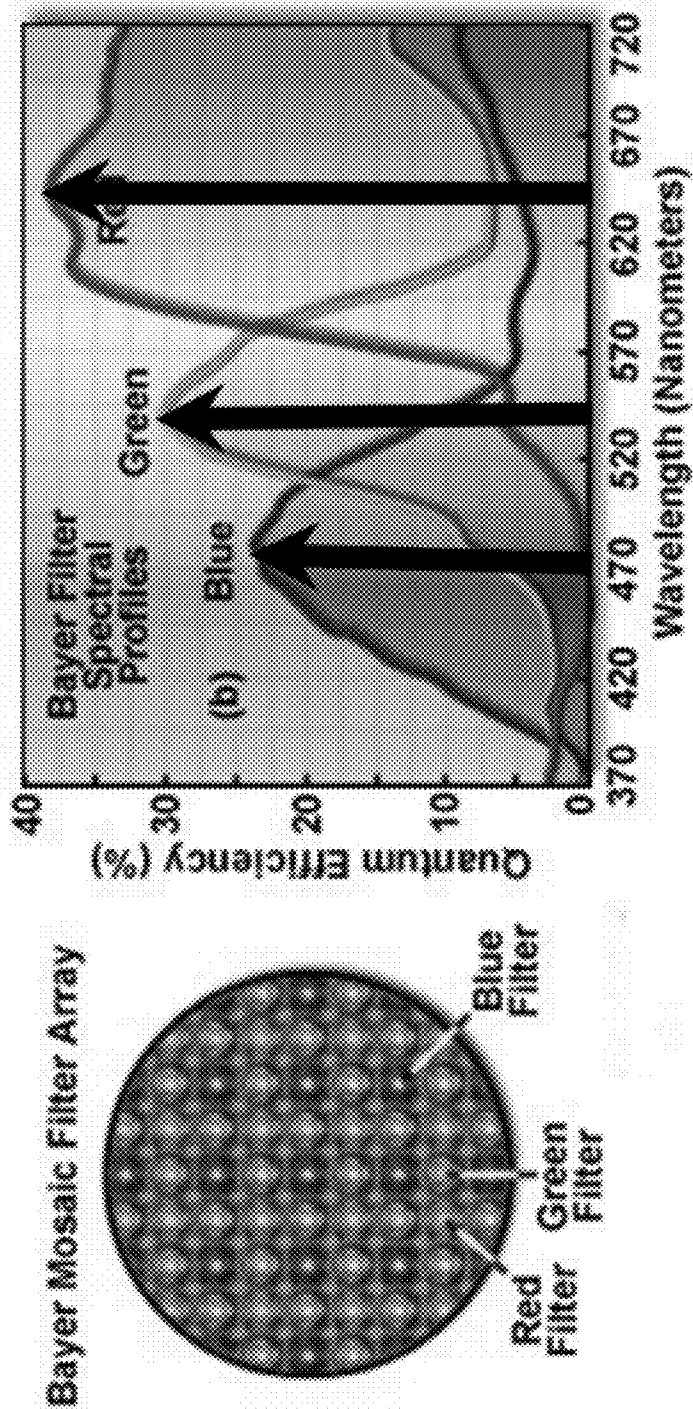 Bayer Mosaic Filter Array
Red
Filter
Green
Filter
Blue
Filter
Bayer Filter
Spectral
Profiles
(b)
Blue
Green
Red
Quantum Efficiency (%)
40
30
20
10
0
370 420 470 520 570 620 670 720
Wavelength (Nanometers)